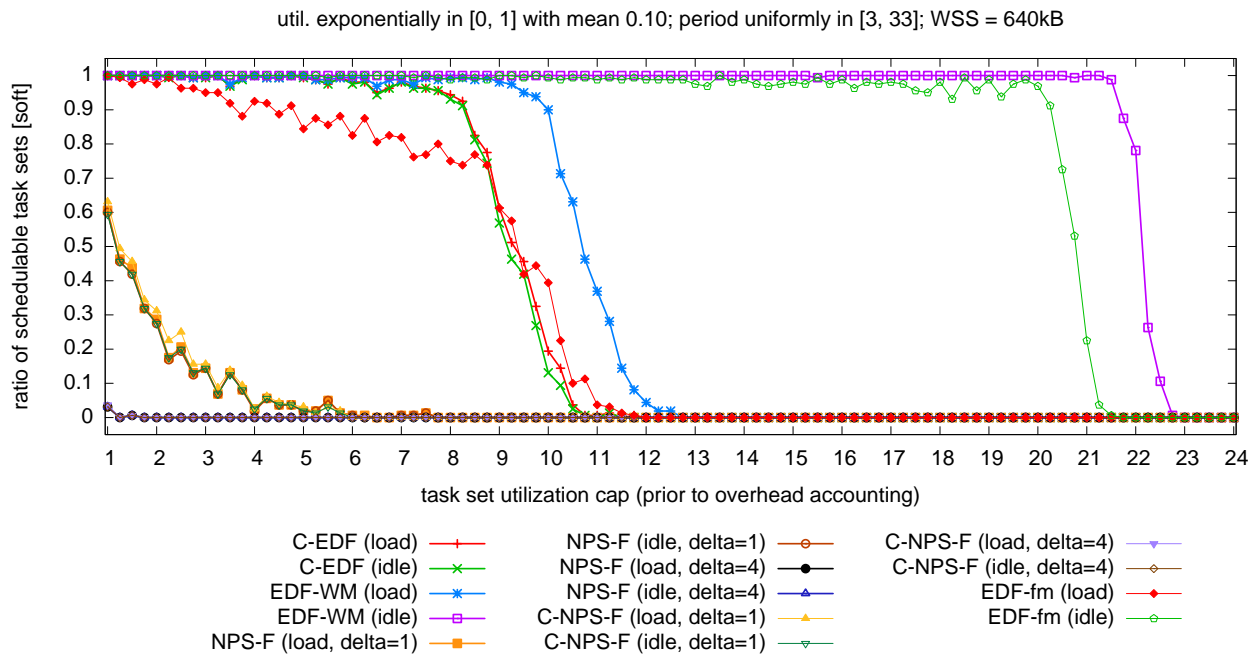 util. exponentially in [0, 1] with mean 0.10; period uniformly in [3, 33]; WSS = 640kB
ratio of schedulable task sets [soft]
1
0.9
0.8
0.7
0.6
0.5
0.4
0.3
0.2
0.1
0
1 2 3 4 5 6 7 8 9 10 11 12 13 14 15 16 17 18 19 20 21 22 23 24
task set utilization cap (prior to overhead accounting)
C-EDF (load)
C-EDF (idle)
EDF-WM (load)
EDF-WM (idle)
NPS-F (load, delta=1)
NPS-F (idle, delta=1)
NPS-F (load, delta=4)
NPS-F (idle, delta=4)
C-NPS-F (load, delta=1)
C-NPS-F (idle, delta=1)
C-NPS-F (load, delta=4)
C-NPS-F (idle, delta=4)
EDF-fm (load)
EDF-fm (idle)